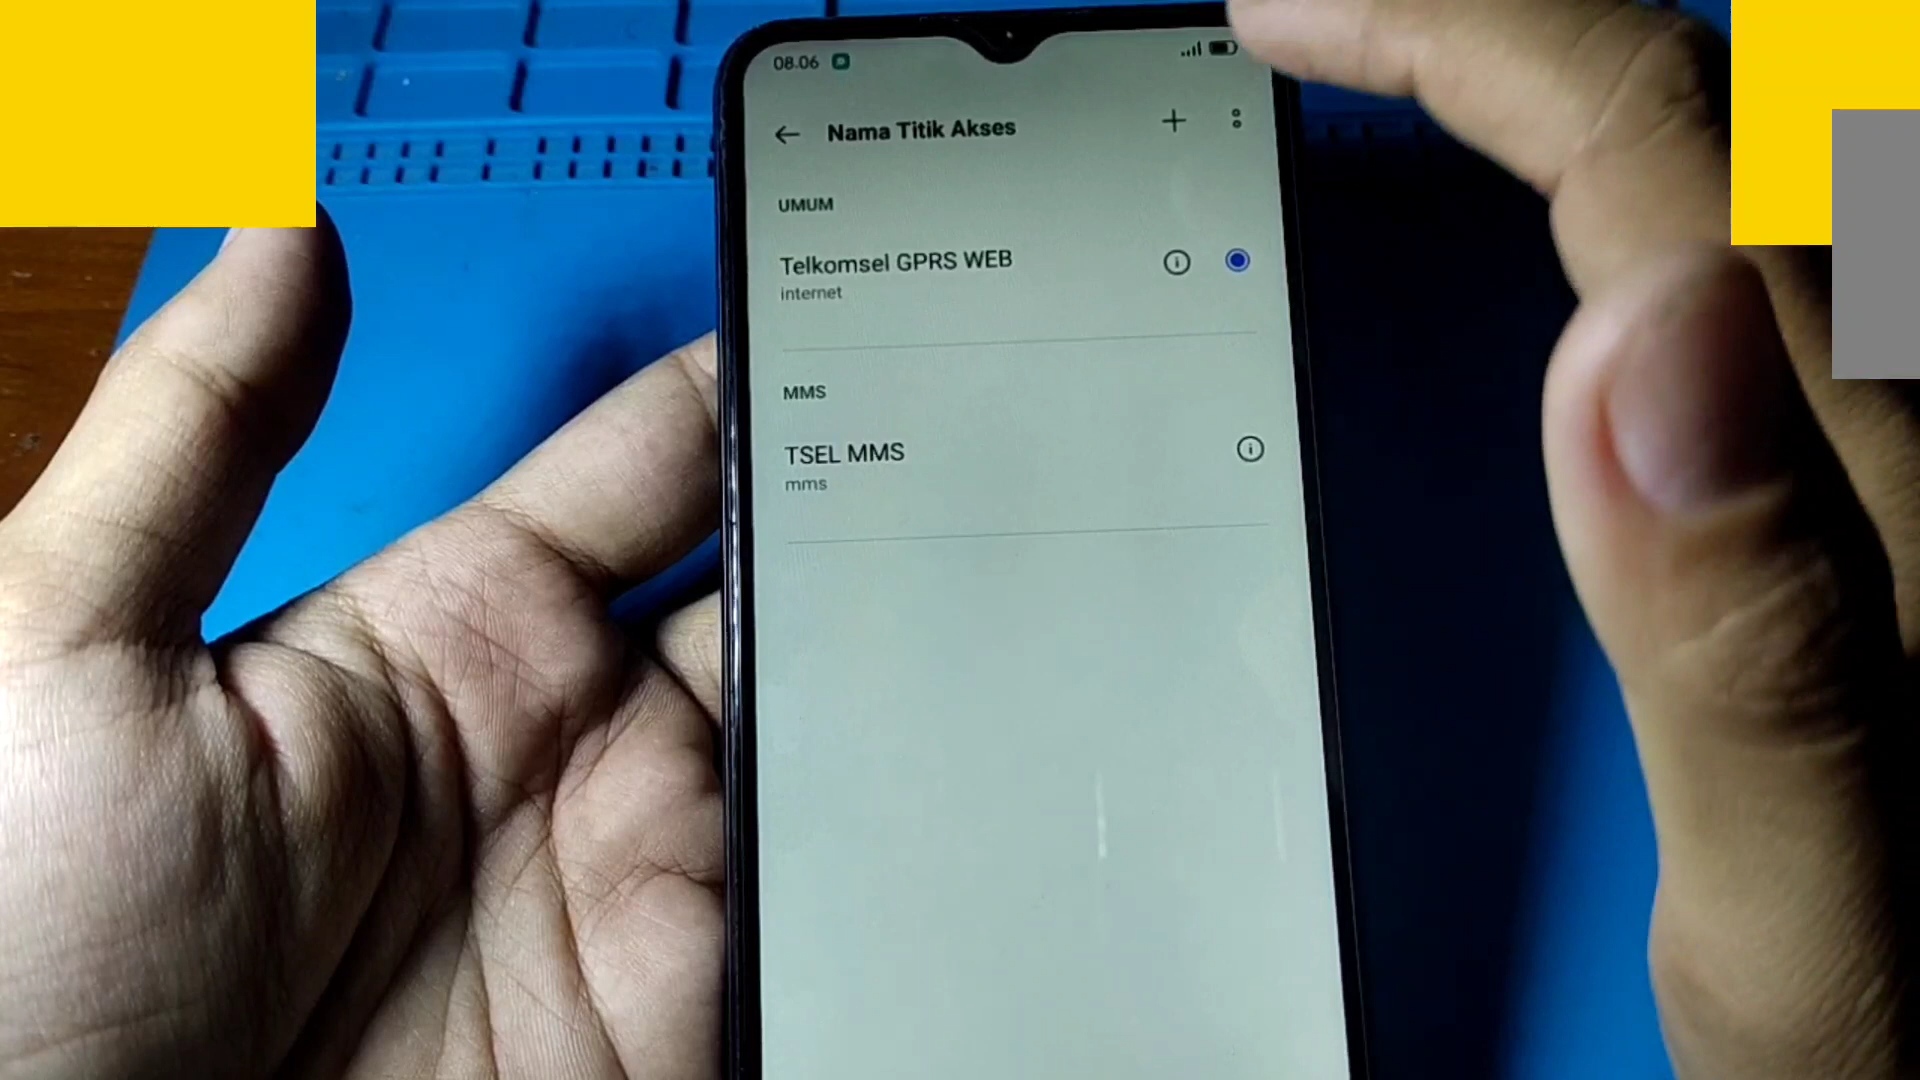 08.06
Nama Titik Akses
UMUM
Telkomsel GPRS WEB
internet
MMS
TSEL MMS
mms